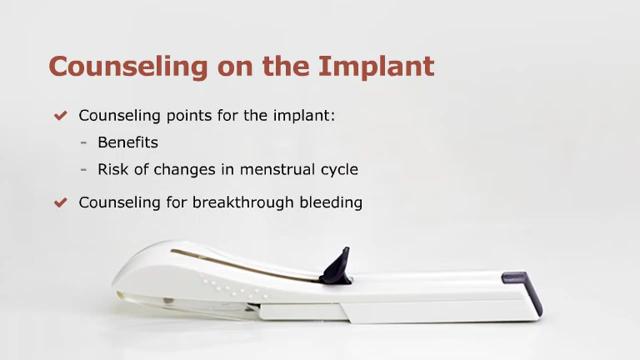 Counseling on the Implant
Counseling points for the implant:
- Benefits
- Risk of changes in menstrual cycle
Counseling for breakthrough bleeding